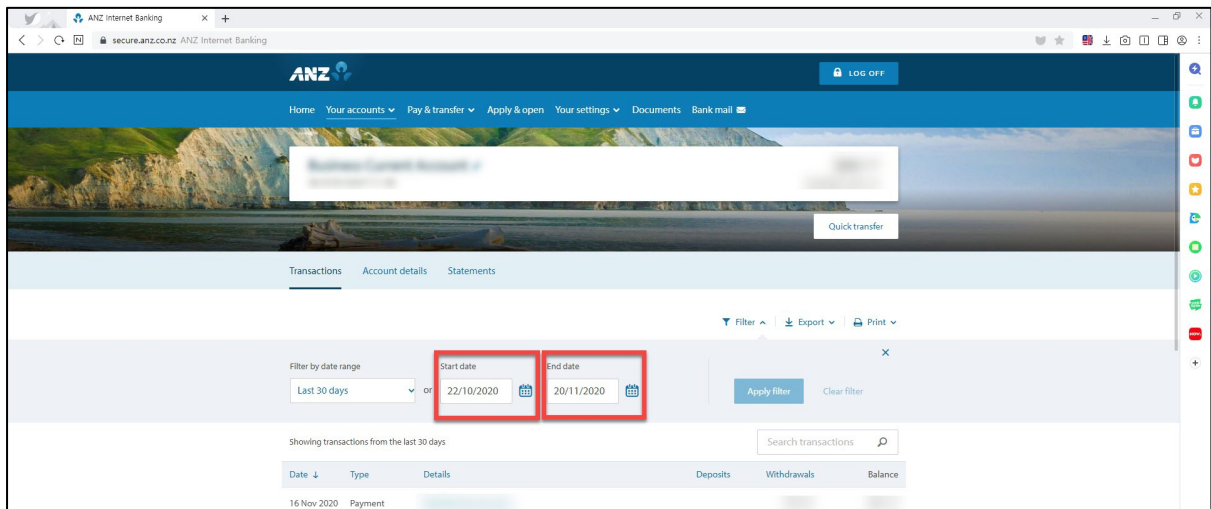 ANZ Internet Banking
secure.anz.co.nz ANZ Internet Banking
ANZ
LOG OFF
Home Your accounts Pay & transfer Apply & open Your settings Documents Bank mail
Business Current Account
Quick transfer
Transactions Account details Statements
Filter Export Print
Filter by date range Start date End date
Last 30 days or 22/10/2020 20/11/2020 Apply filter Clear filter
Showing transactions from the last 30 days Search transactions
Date ↓ Type Details Deposits Withdrawals Balance
16 Nov 2020 Payment